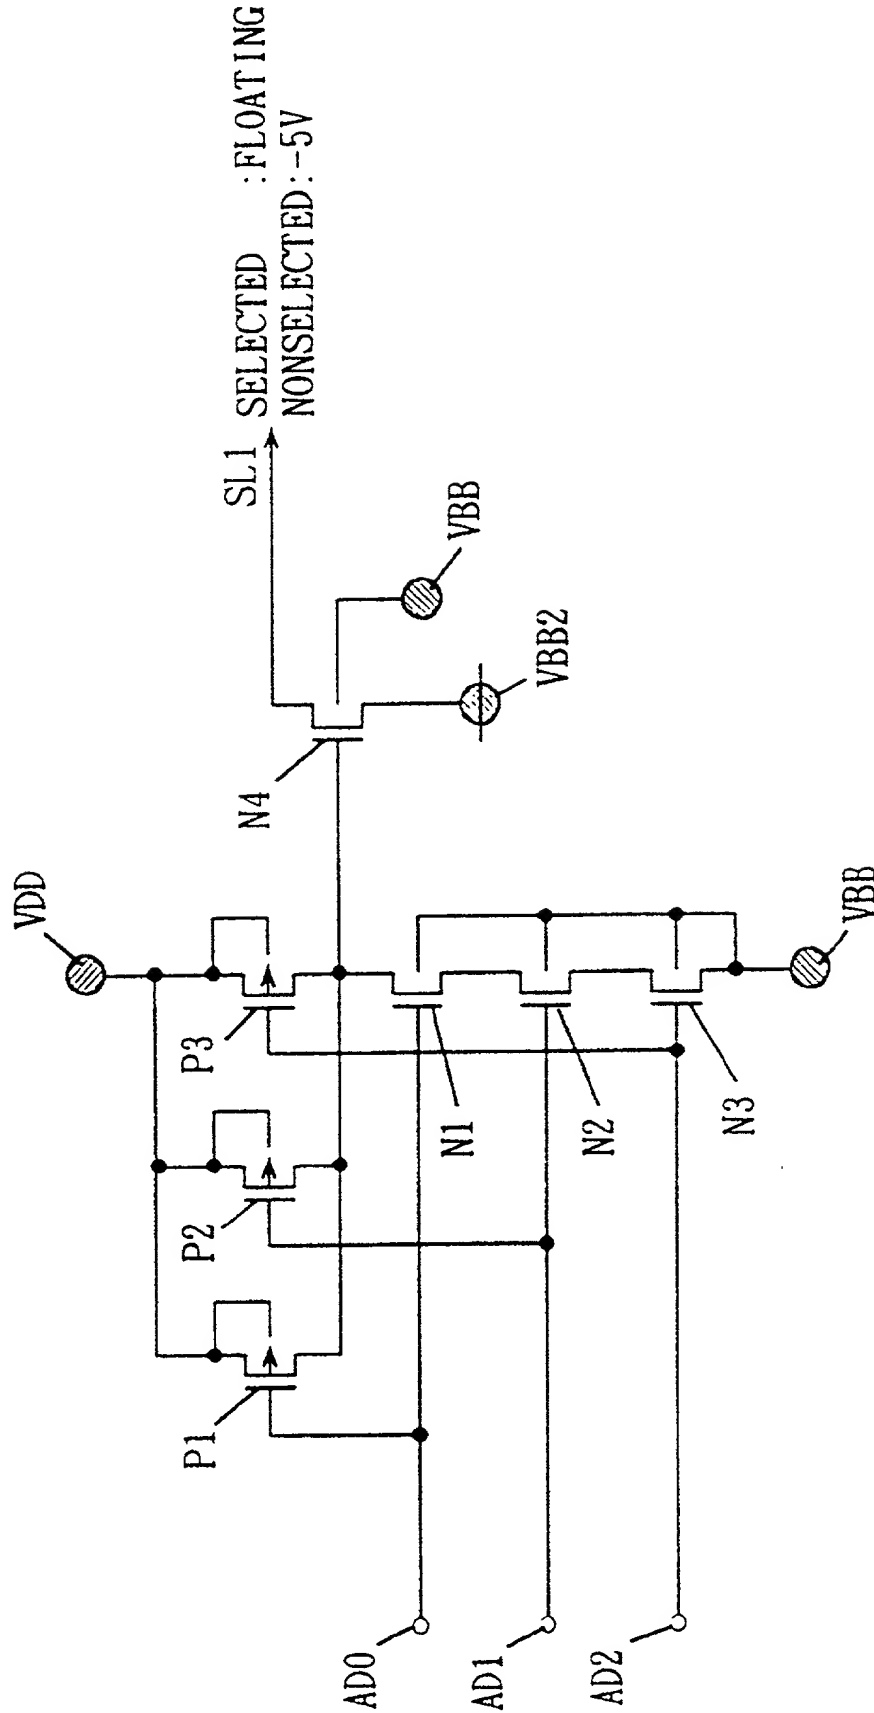 VDD
P1
P2
P3
N4
SL1
SELECTED :FLOATING
NONSELECTED:-5V
VBB
VBB2
N1
N2
N3
VBB
AD0
AD1
AD2